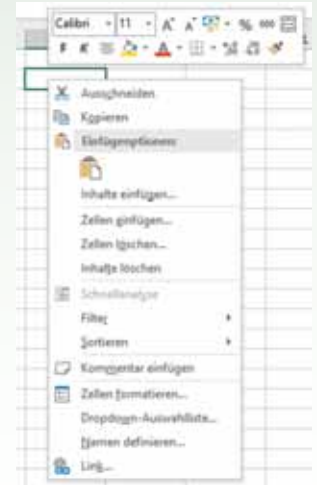 Calibri 11 A A % 000
F K A
Ausschneiden
Kopieren
Einfügeoptionen:
Inhalte einfügen...
Zellen einfügen...
Zellen löschen...
Inhalte löschen
Schnellanalyse
Filter
Sortieren
Kommentar einfügen
Zellen formatieren...
Dropdown-Auswahlliste...
Namen definieren...
Link...